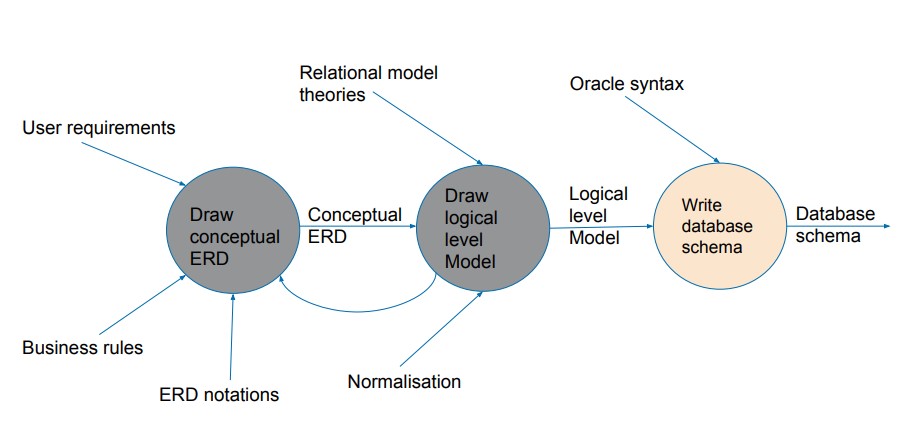 Relational model
theories
Oracle syntax
User requirements
Draw
conceptual
ERD
Conceptual
ERD
Draw
logical
level
Model
Logical
level
Model
Write
database
schema
Database
schema
Business rules
ERD notations
Normalisation